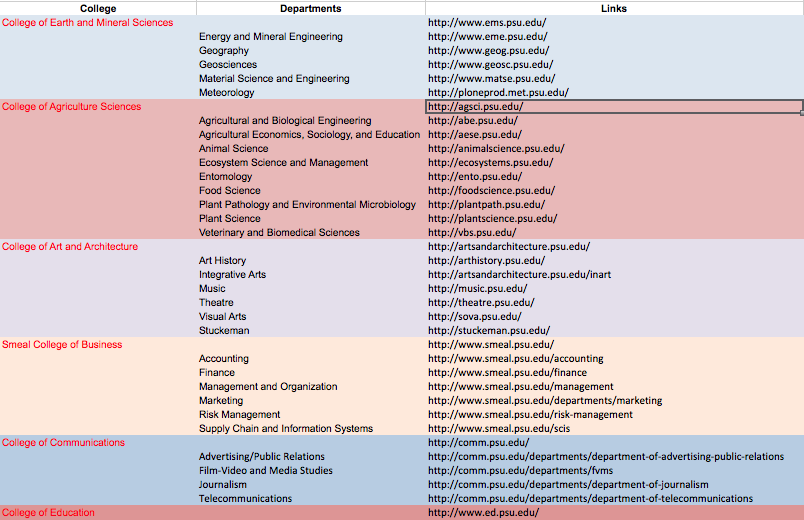 College Departments Links
College of Earth and Mineral Sciences http://www.ems.psu.edu/
Energy and Mineral Engineering http://www.eme.psu.edu/
Geography http://www.geog.psu.edu/
Geosciences http://www.geosc.psu.edu/
Material Science and Engineering http://www.matse.psu.edu/
Meteorology http://ploneprod.met.psu.edu/
College of Agriculture Sciences http://agsci.psu.edu/
Agricultural and Biological Engineering http://abe.psu.edu/
Agricultural Economics, Sociology, and Education http://aese.psu.edu/
Animal Science http://animalscience.psu.edu/
Ecosystem Science and Management http://ecosystems.psu.edu/
Entomology http://ento.psu.edu/
Food Science http://foodscience.psu.edu/
Plant Pathology and Environmental Microbiology http://plantpath.psu.edu/
Plant Science http://plantscience.psu.edu/
Veterinary and Biomedical Sciences http://vbs.psu.edu/
College of Art and Architecture http://artsandarchitecture.psu.edu/
Art History http://arthistory.psu.edu/
Integrative Arts http://artsandarchitecture.psu.edu/inart
Music http://music.psu.edu/
Theatre http://theatre.psu.edu/
Visual Arts http://sova.psu.edu/
Stuckeman http://stuckeman.psu.edu/
Smeal College of Business http://www.smeal.psu.edu/
Accounting http://www.smeal.psu.edu/accounting
Finance http://www.smeal.psu.edu/finance
Management and Organization http://www.smeal.psu.edu/management
Marketing http://www.smeal.psu.edu/departments/marketing
Risk Management http://www.smeal.psu.edu/risk-management
Supply Chain and Information Systems http://www.smeal.psu.edu/scis
College of Communications http://comm.psu.edu/
Advertising/Public Relations http://comm.psu.edu/departments/department-of-advertising-public-relations
Film-Video and Media Studies http://comm.psu.edu/departments/fvms
Journalism http://comm.psu.edu/departments/department-of-journalism
Telecommunications http://comm.psu.edu/departments/department-of-telecommunications
College of Education http://www.ed.psu.edu/